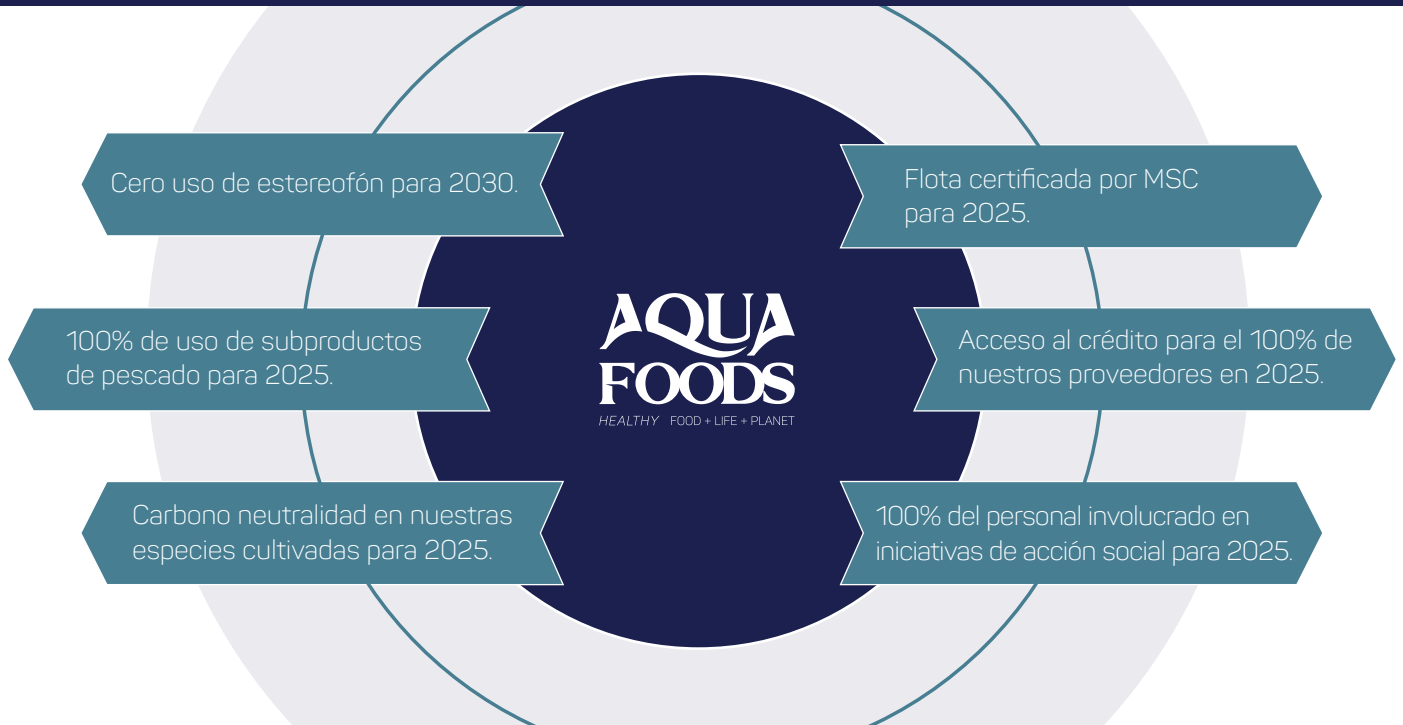 Cero uso de estereofón para 2030.
100% de uso de subproductos
de pescado para 2025.
Carbono neutralidad en nuestras
especies cultivadas para 2025.
AQUA
FOODS
HEALTHY FOOD + LIFE + PLANET
Flota certificada por MSC
para 2025.
Acceso al crédito para el 100% de
nuestros proveedores en 2025.
100% del personal involucrado en
iniciativas de acción social para 2025.